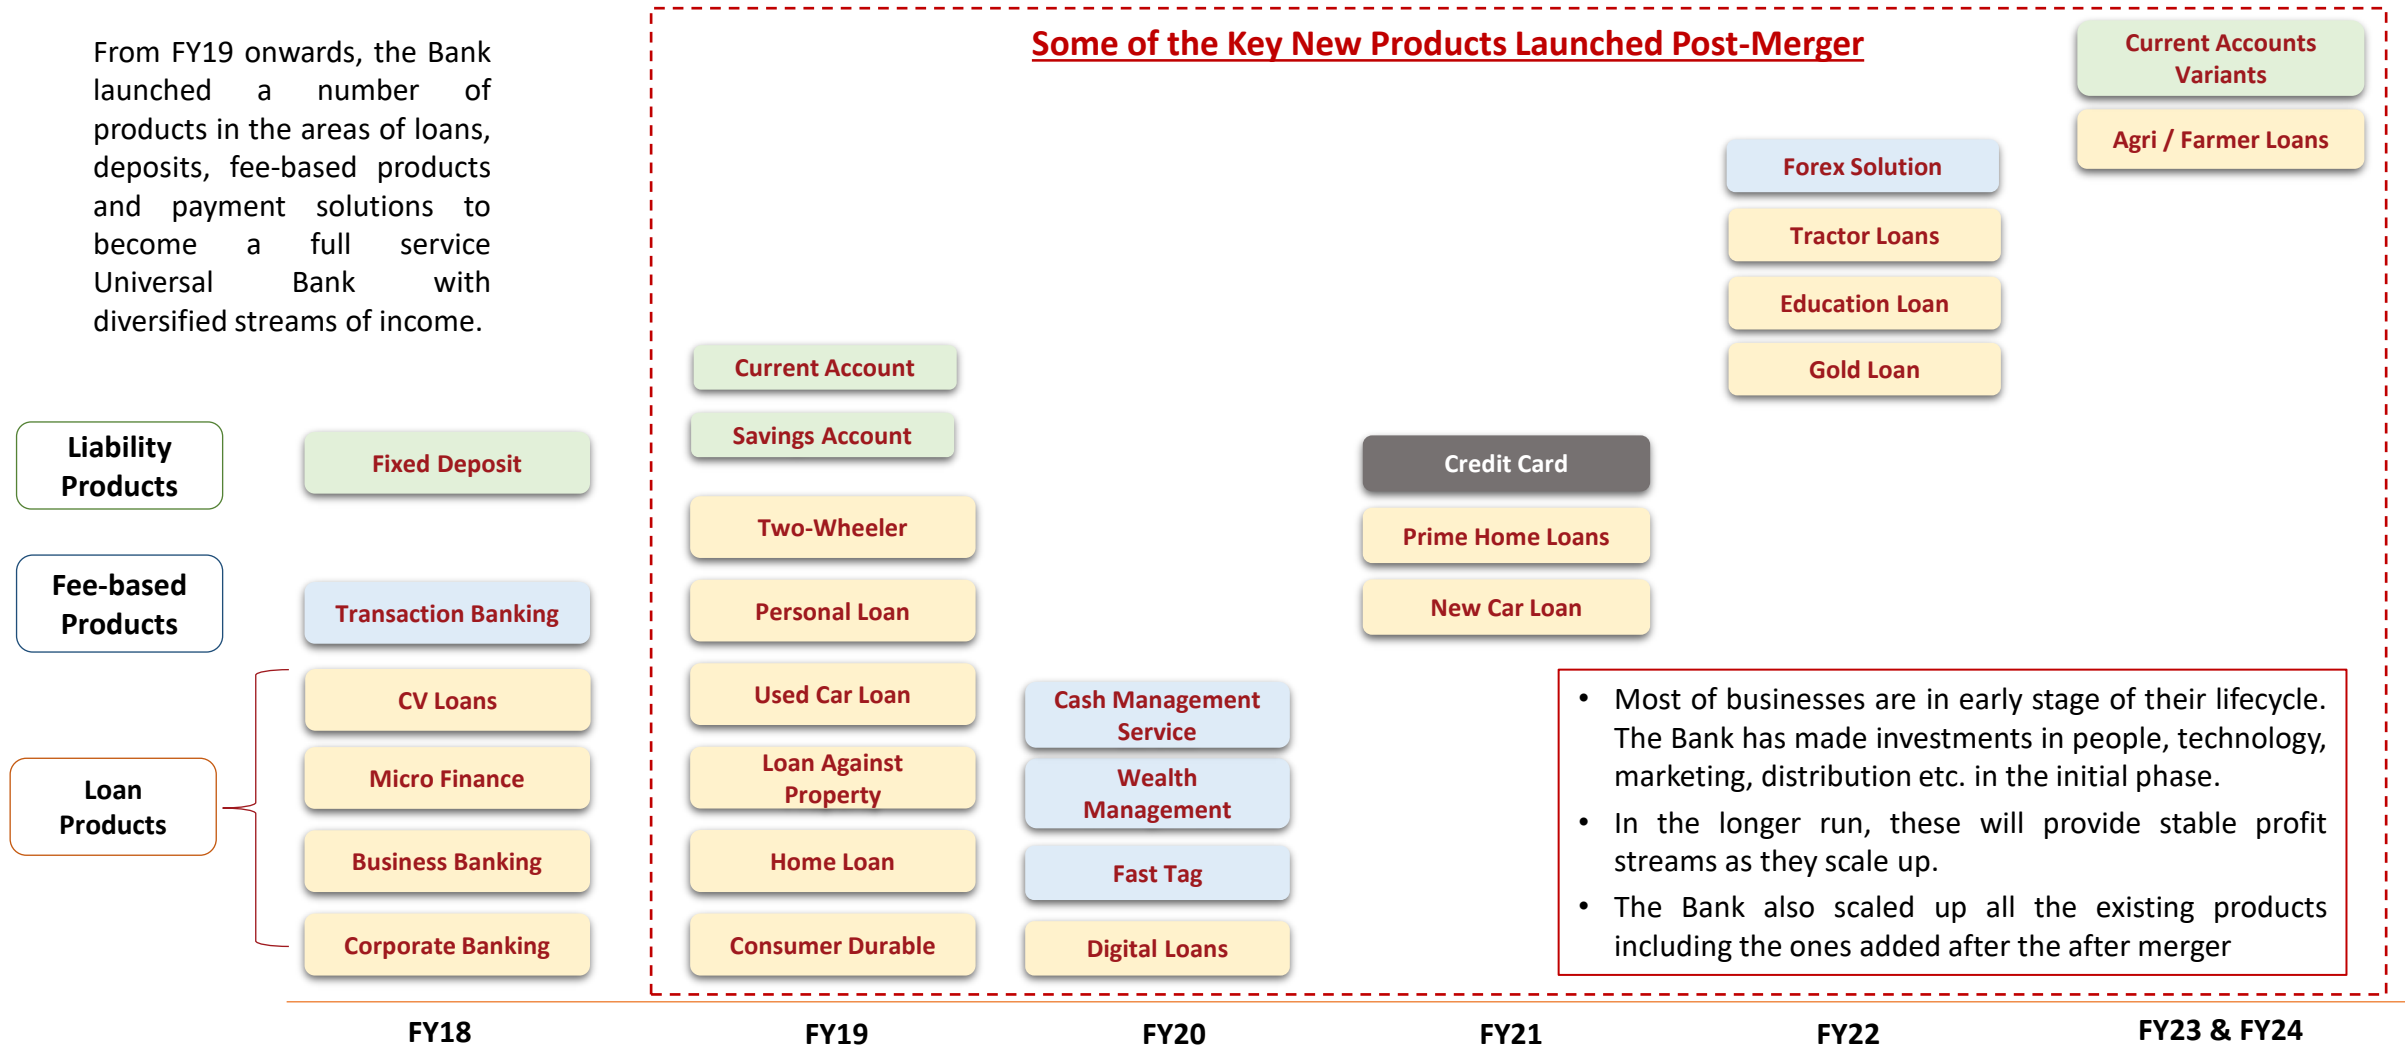 From FY19 onwards, the Bank
launched a number of
products in the areas of loans,
deposits, fee-based products
and payment solutions to
become a full service
Universal Bank with
diversified streams of income.
Some of the Key New Products Launched Post-Merger
Liability
Products
Fee-based
Products
Loan
Products
Fixed Deposit
Transaction Banking
CV Loans
Micro Finance
Business Banking
Corporate Banking
Current Account
Savings Account
Two-Wheeler
Personal Loan
Used Car Loan
Loan Against
Property
Home Loan
Consumer Durable
Cash Management
Service
Wealth
Management
Fast Tag
Digital Loans
Credit Card
Prime Home Loans
New Car Loan
Forex Solution
Tractor Loans
Education Loan
Gold Loan
Current Accounts
Variants
Agri / Farmer Loans
• Most of businesses are in early stage of their lifecycle.
The Bank has made investments in people, technology,
marketing, distribution etc. in the initial phase.
• In the longer run, these will provide stable profit
streams as they scale up.
• The Bank also scaled up all the existing products
including the ones added after the after merger
FY18
FY19
FY20
FY21
FY22
FY23 & FY24